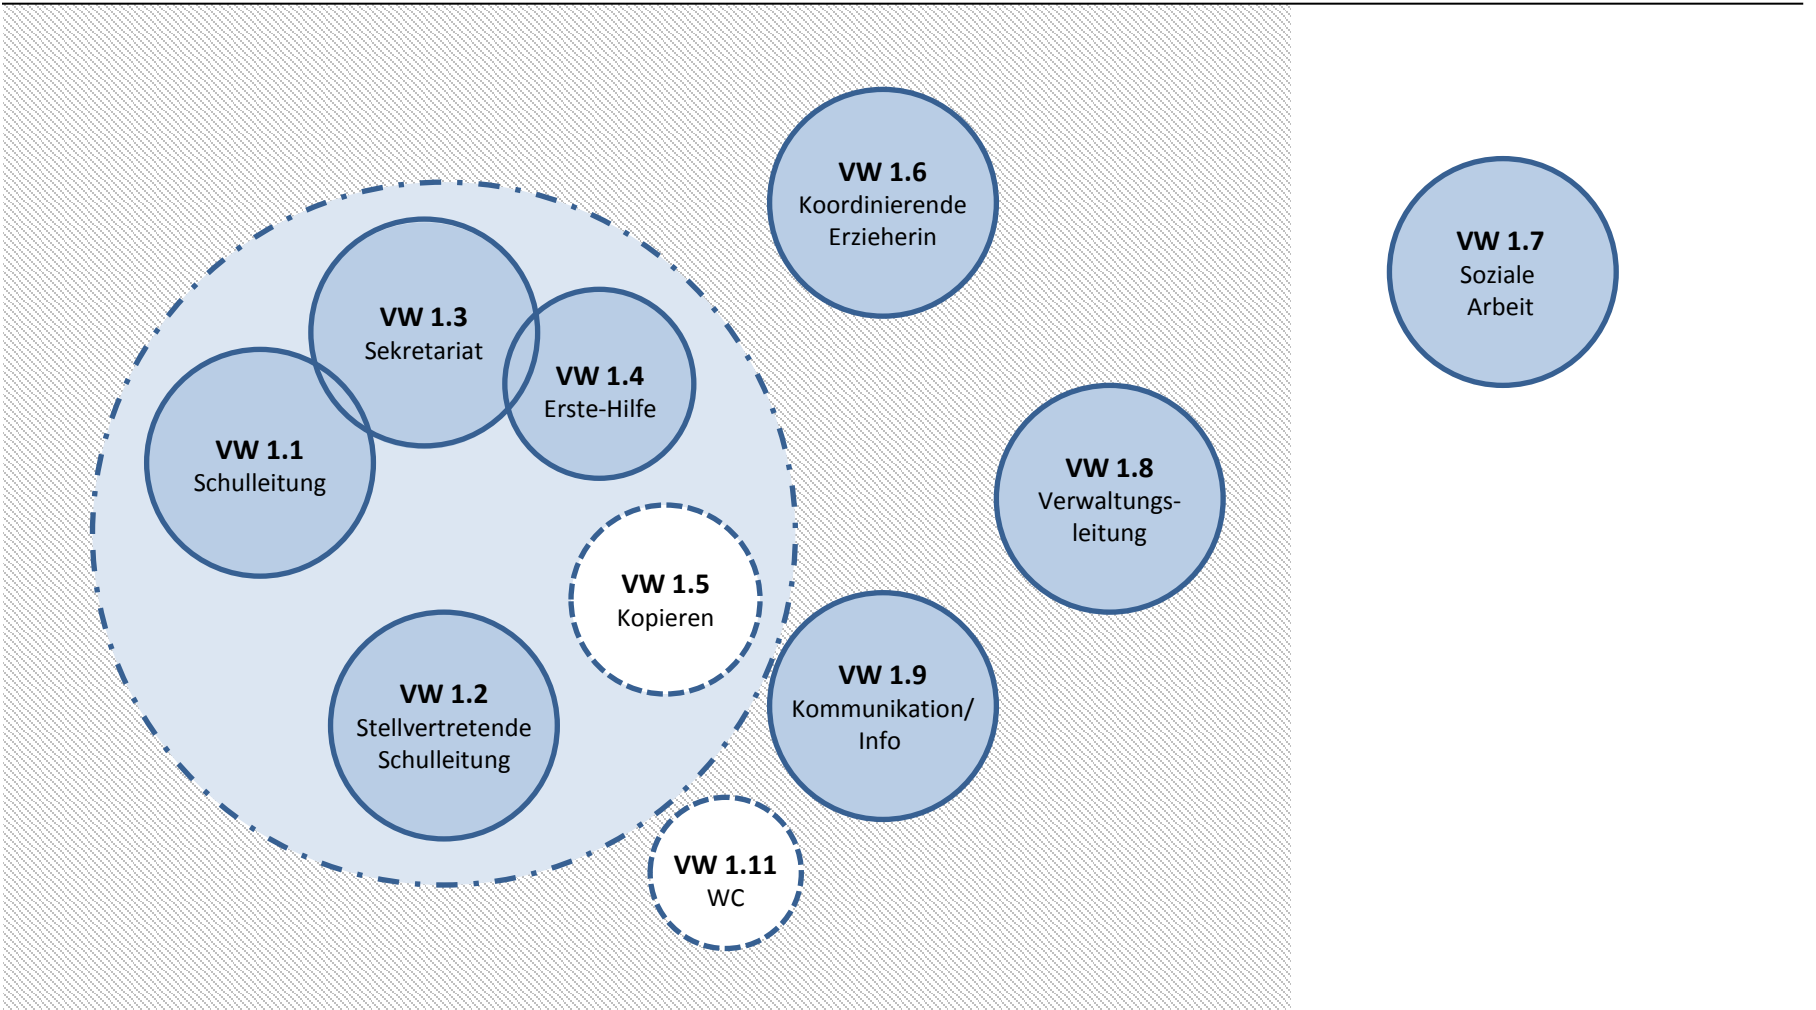 VW 1.6
Koordinierende
Erzieherin
VW 1.7
Soziale
Arbeit
VW 1.3
Sekretariat
VW 1.4
Erste-Hilfe
VW 1.1
Schulleitung
VW 1.8
Verwaltungs-
leitung
VW 1.5
Kopieren
VW 1.2
Stellvertretende
Schulleitung
VW 1.9
Kommunikation/
Info
VW 1.11
WC